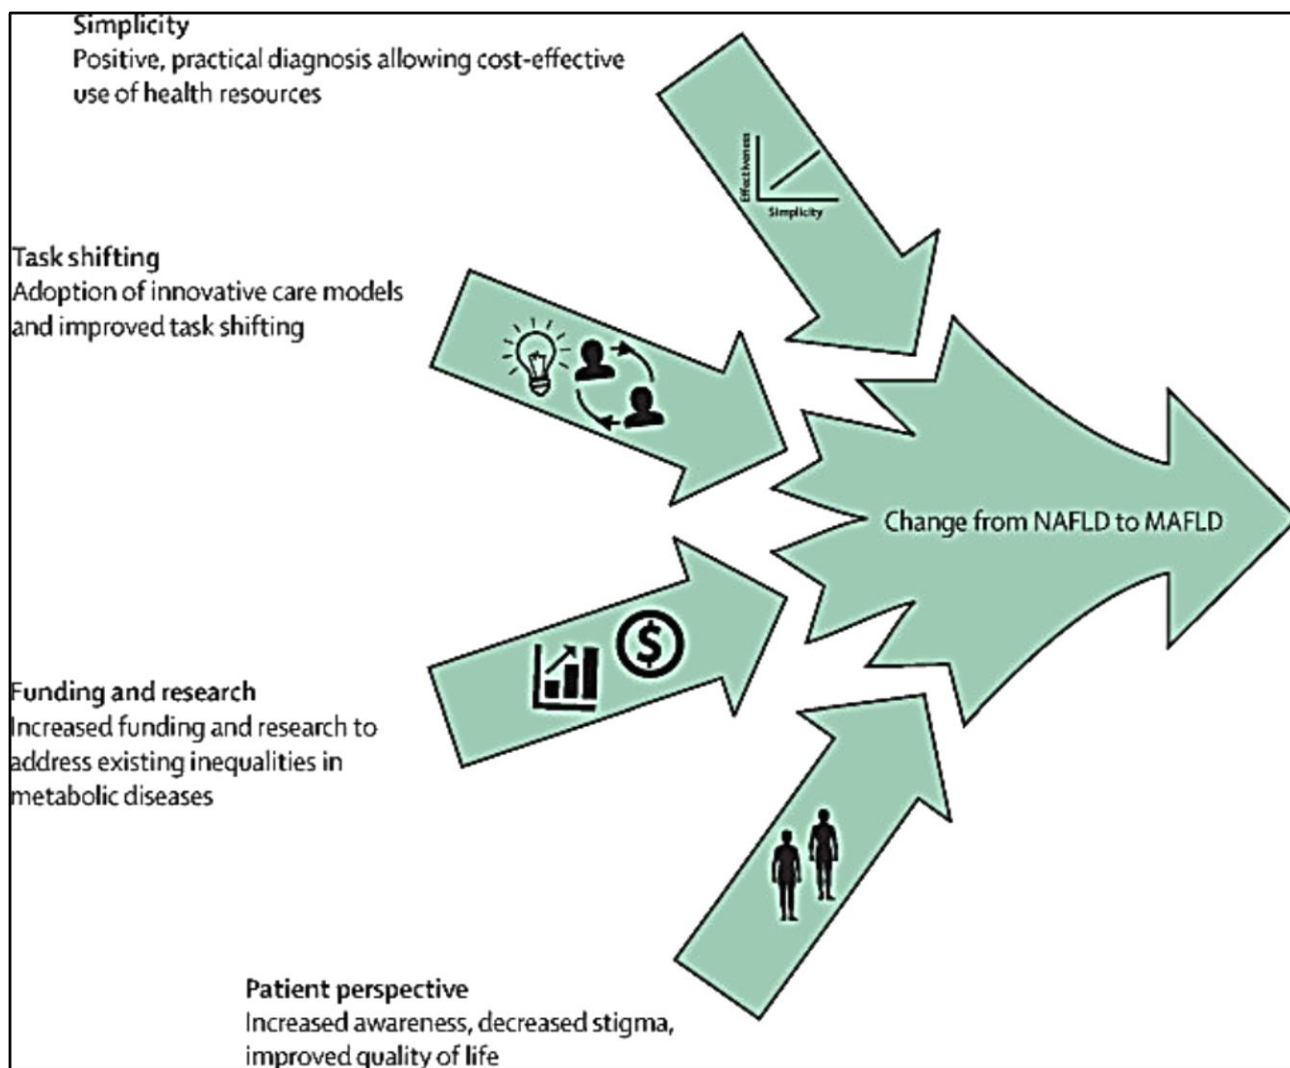 Simplicity
Positive, practical diagnosis allowing cost-effective
use of health resources
Effectiveness
Simplicity
Task shifting
Adoption of innovative care models
and improved task shifting
$
Change from NAFLD to MAFLD
Funding and research
Increased funding and research to
address existing inequalities in
metabolic diseases
Patient perspective
Increased awareness, decreased stigma,
improved quality of life